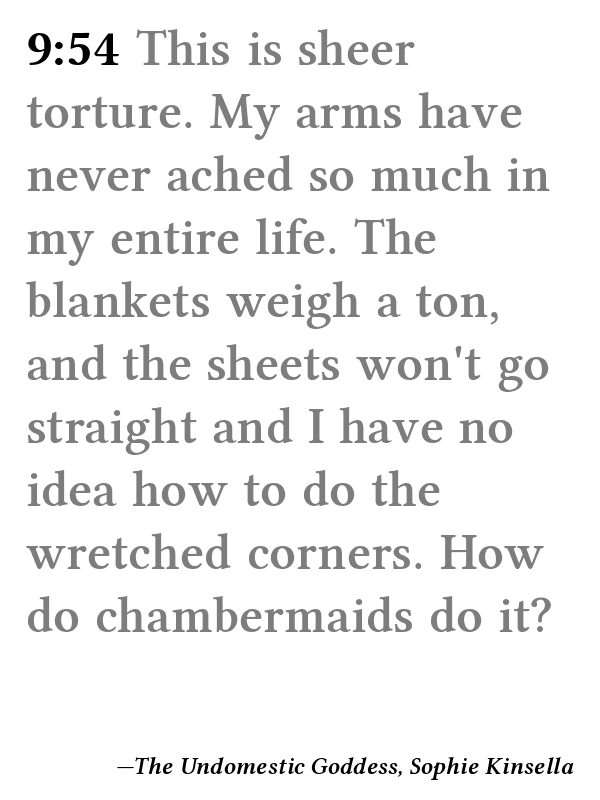 9:54 This is sheer
torture. My arms have
never ached so much in
my entire life. The
blankets weigh a ton,
and the sheets won't go
straight and I have no
idea how to do the
wretched corners. How
do chambermaids do it?
—The Undomestic Goddess, Sophie Kinsella